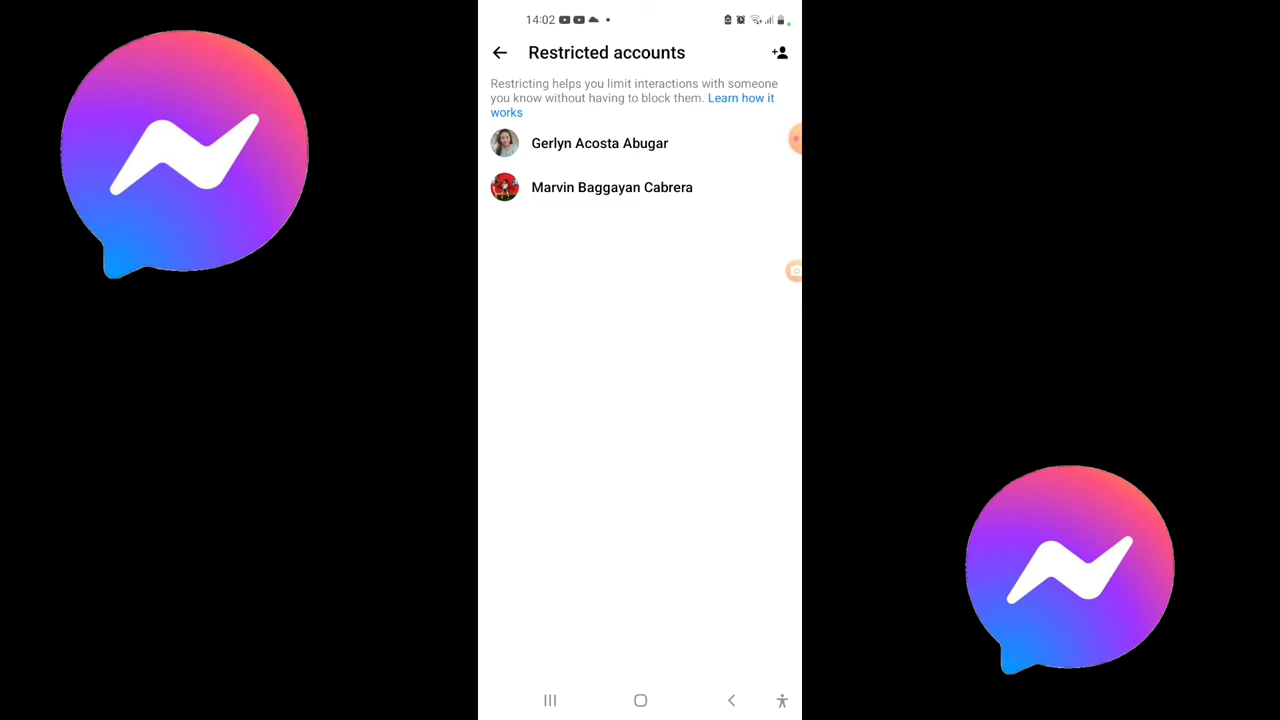 14:02
Restricted accounts
Restricting helps you limit interactions with someone
you know without having to block them. Learn how it
works
Gerlyn Acosta Abugar
Marvin Baggayan Cabrera